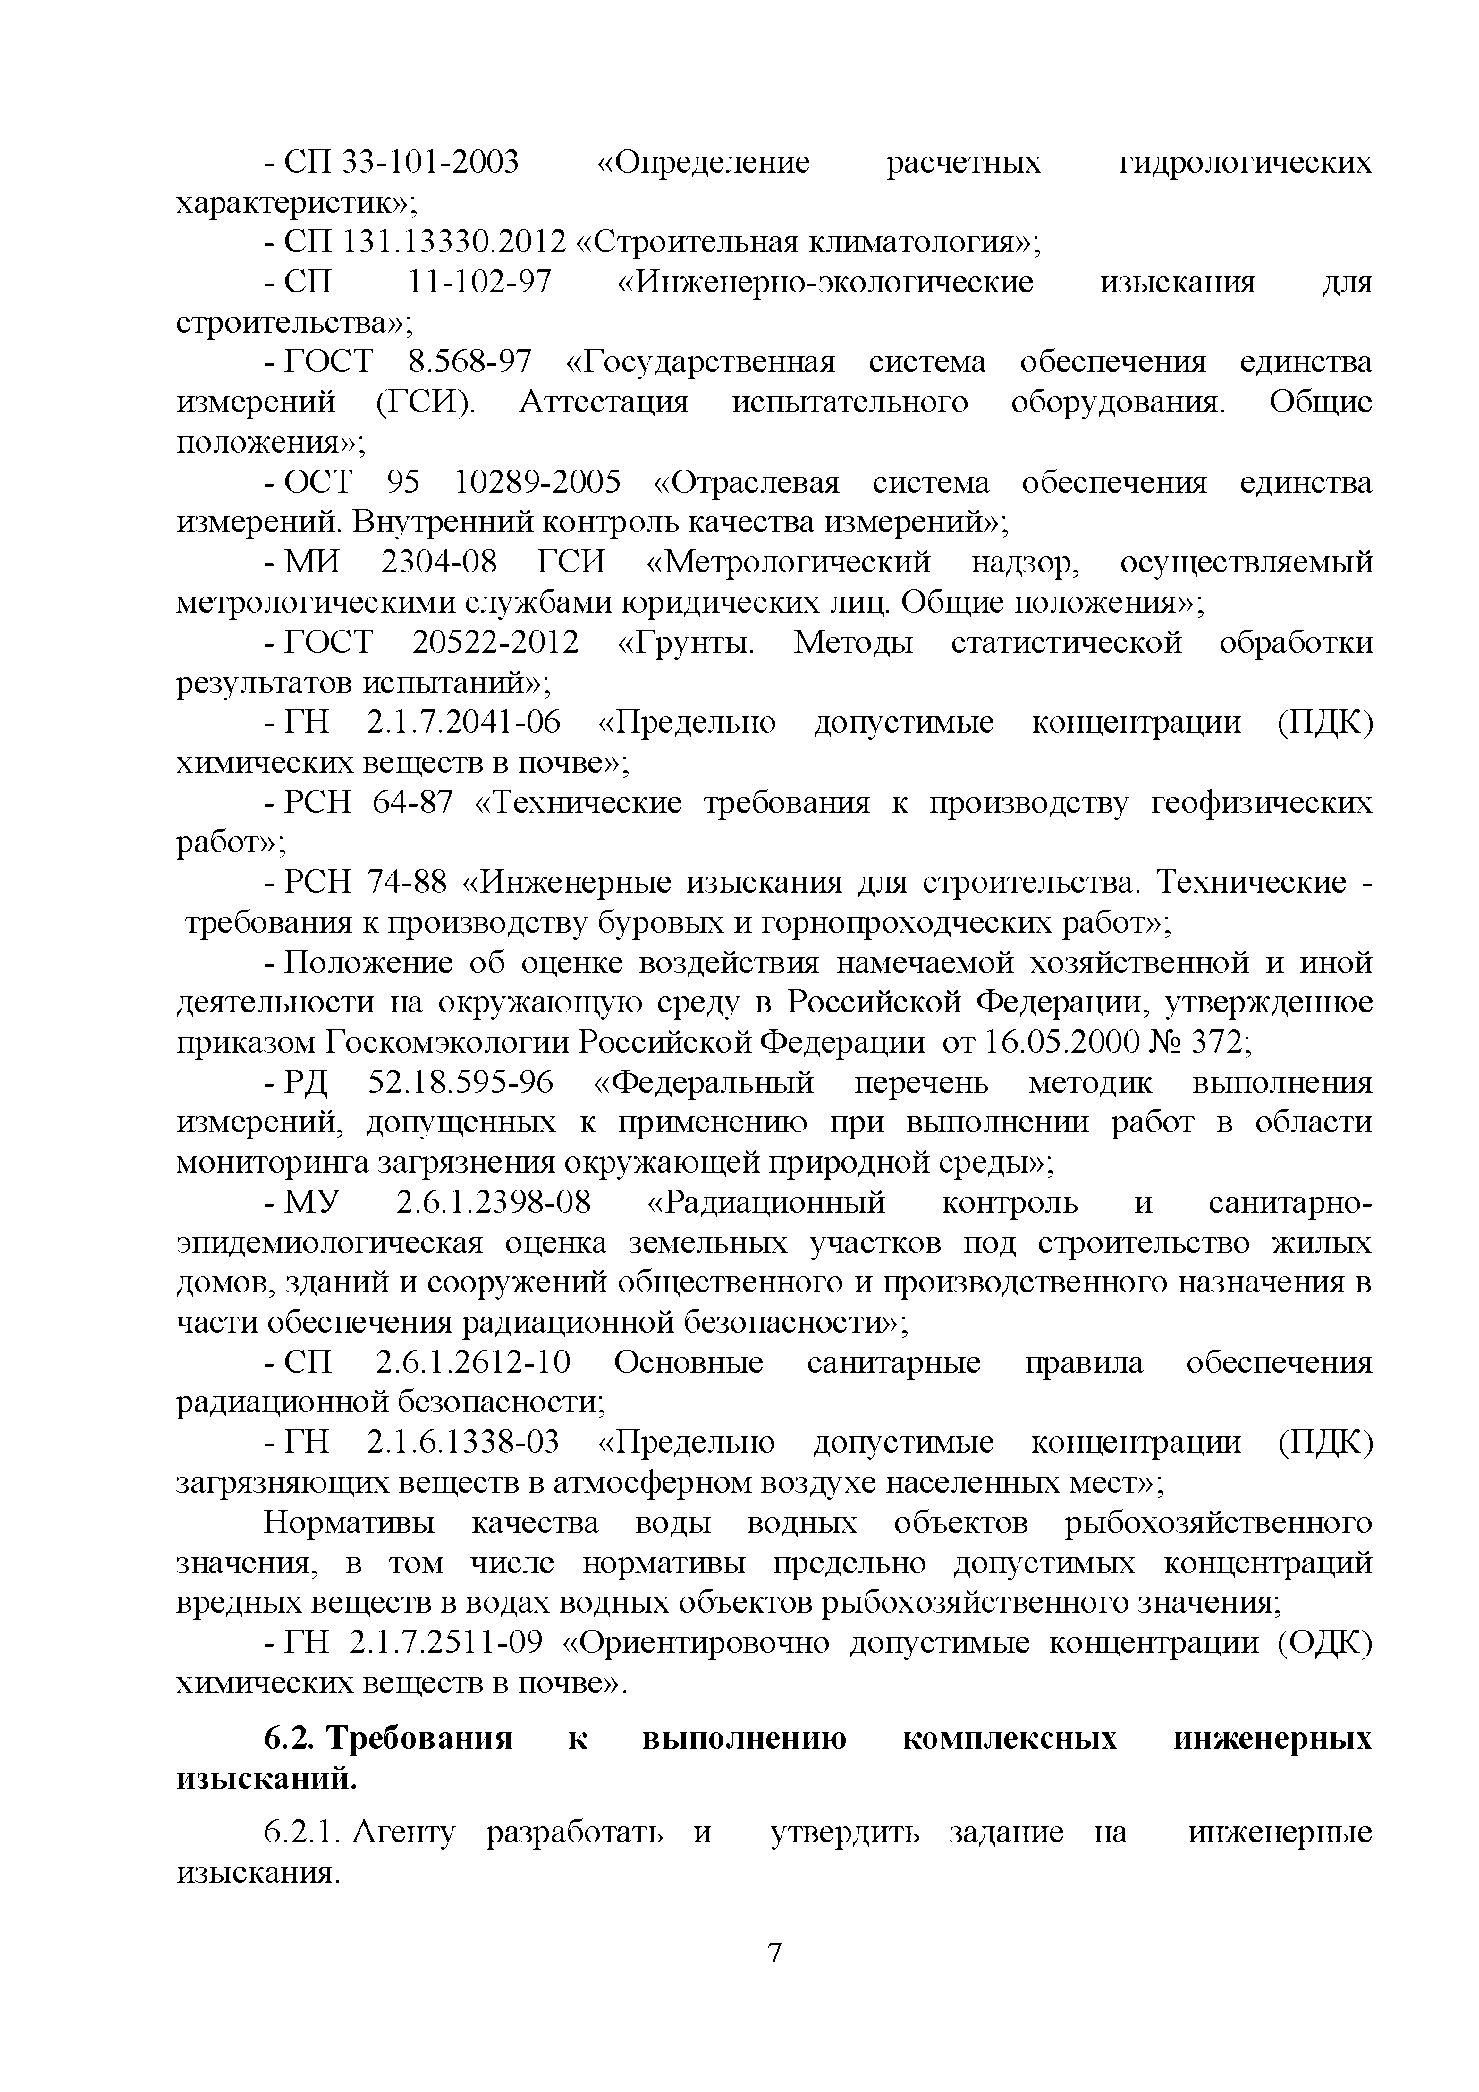 - СП 33-101-2003 «Определение расчетных гидрологических
характеристик»;
- СП 131.13330.2012 «Строительная климатология»;
- СП 11-102-97 «Инженерно-экологические изыскания для
строительства»;
- ГОСТ 8.568-97 «Государственная система обеспечения единства
измерений (ГСИ). Аттестация испытательного оборудования. Общие
положения»;
- ОСТ 95 10289-2005 «Отраслевая система обеспечения единства
измерений. Внутренний контроль качества измерений»;
- МИ 2304-08 ГСИ «Метрологический надзор, осуществляемый
метрологическими службами юридических лиц. Общие положения»;
- ГОСТ 20522-2012 «Грунты. Методы статистической обработки
результатов испытаний»;
- ГН 2.1.7.2041-06 «Предельно допустимые концентрации (ПДК)
химических веществ в почве»;
- РСН 64-87 «Технические требования к производству геофизических
работ»;
- РСН 74-88 «Инженерные изыскания для строительства. Технические -
требования к производству буровых и горнопроходческих работ»;
- Положение об оценке воздействия намечаемой хозяйственной и иной
деятельности на окружающую среду в Российской Федерации, утвержденное
приказом Госкомэкологии Российской Федерации от 16.05.2000 № 372;
- РД 52.18.595-96 «Федеральный перечень методик выполнения
измерений, допущенных к применению при выполнении работ в области
мониторинга загрязнения окружающей природной среды»;
- МУ 2.6.1.2398-08 «Радиационный контроль и санитарно-
эпидемиологическая оценка земельных участков под строительство жилых
домов, зданий и сооружений общественного и производственного назначения в
части обеспечения радиационной безопасности»;
- СП 2.6.1.2612-10 Основные санитарные правила обеспечения
радиационной безопасности;
- ГН 2.1.6.1338-03 «Предельно допустимые концентрации (ПДК)
загрязняющих веществ в атмосферном воздухе населенных мест»;
Нормативы качества воды водных объектов рыбохозяйственного
значения, в том числе нормативы предельно допустимых концентраций
вредных веществ в водах водных объектов рыбохозяйственного значения;
- ГН 2.1.7.2511-09 «Ориентировочно допустимые концентрации (ОДК)
химических веществ в почве».
6.2. Требования к выполнению комплексных инженерных
изысканий.
6.2.1. Агенту разработать и утвердить задание на инженерные
изыскания.
7